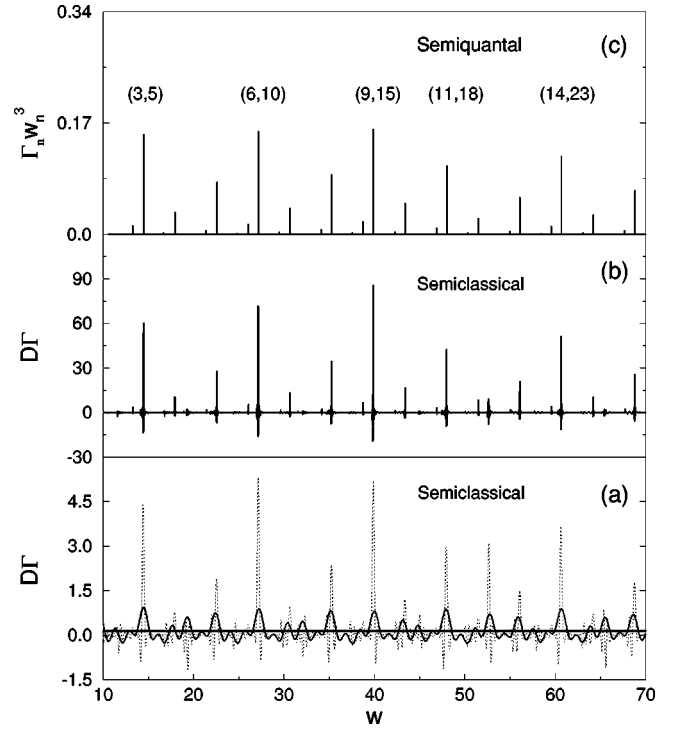 0.34
Semiquantal (c)
(3,5) (6,10) (9,15) (11,18) (14,23)
Γₙwₙ³
0.17
0.0
90
Semiclassical (b)
60
DΓ
30
0
-30
Semiclassical (a)
4.5
3.0
DΓ
1.5
0.0
-1.5
10 20 30 40 50 60 70
w